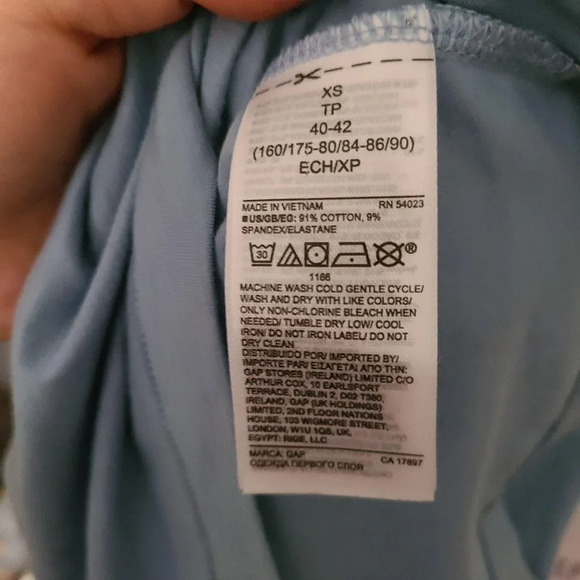 XS
TP
40-42
(160/175-80/84-86/90)
ECH/XP
MADE IN VIETNAM RN 54023
US/GB/EG: 91% COTTON, 9%
SPANDEX/ELASTANE
30
1166
MACHINE WASH COLD GENTLE CYCLE/
WASH AND DRY WITH LIKE COLORS/
ONLY NON-CHLORINE BLEACH WHEN
NEEDED/ TUMBLE DRY LOW/ COOL
IRON/ DO NOT IRON LABEL/ DO NOT
DRY CLEAN
DISTRIBUIDO POR/ IMPORTED BY/
IMPORTE PAR/ ΕΙΣΑΓΕΤΑΙ ΑΠΟ ΤΗΝ:
GAP STORES (IRELAND) LIMITED C/O
ARTHUR COX, 10 EARLSFORT
TERRACE, DUBLIN 2, D02 T380,
IRELAND, GAP (UK HOLDINGS)
LIMITED, 2ND FLOOR NATIONS
HOUSE, 103 WIGMORE STREET,
LONDON, W1U 1QS, UK.
EGYPT: RIGE, LLC
MARCA: GAP CA 17897
ОДЕЖДА ПЕРВОГО СЛОЯ